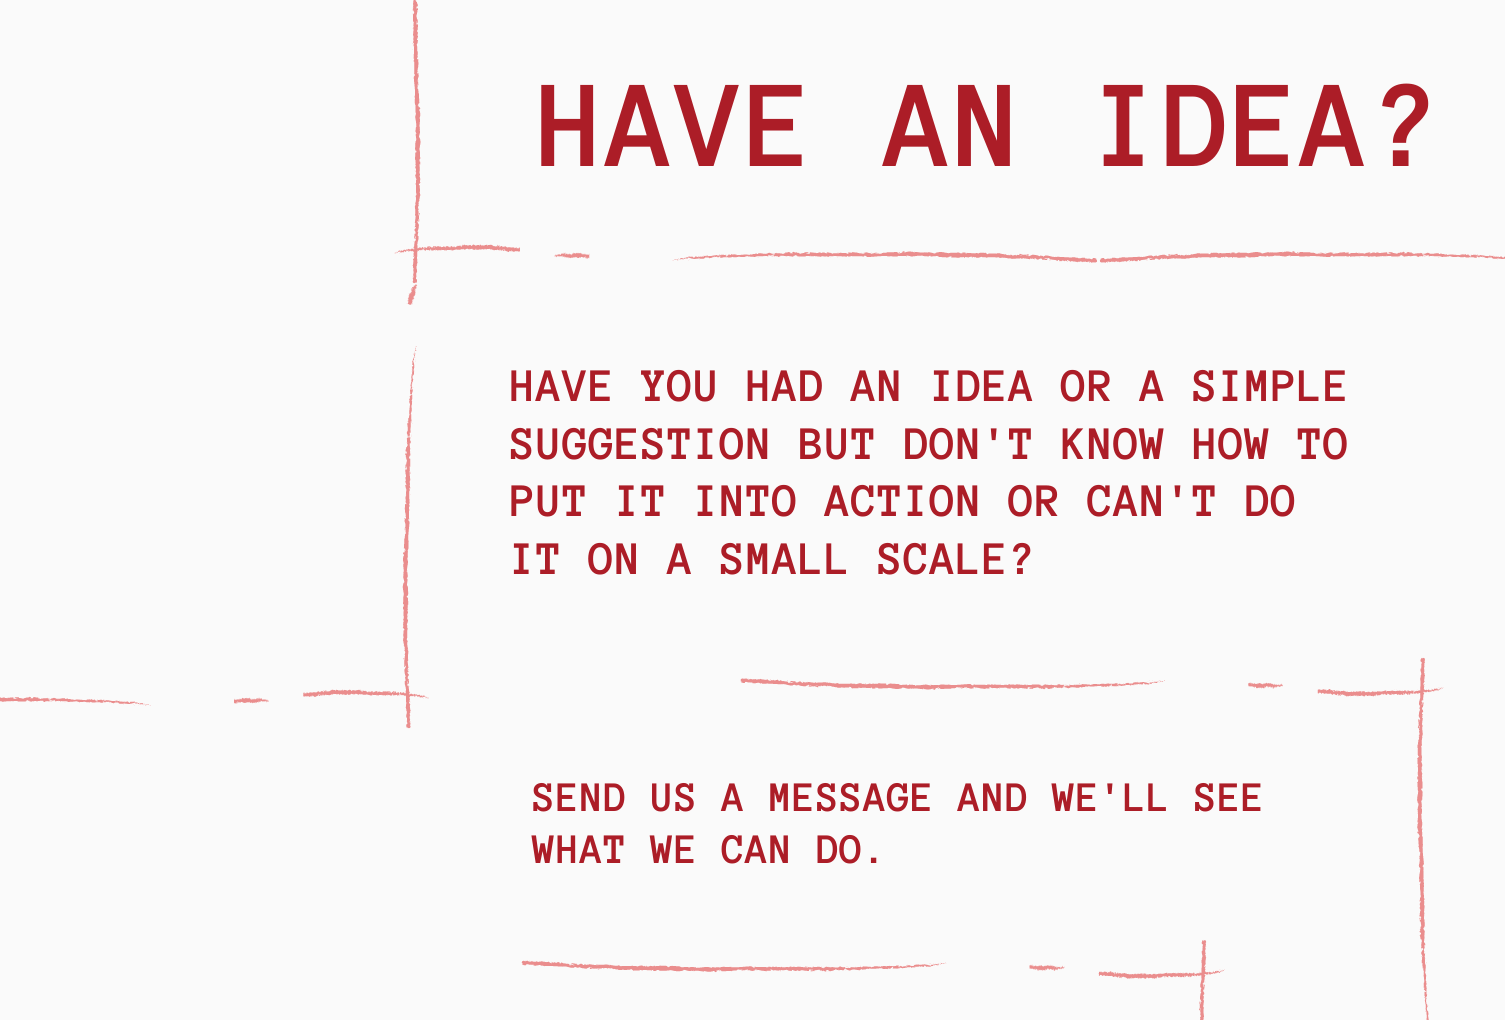 HAVE AN IDEA?
HAVE YOU HAD AN IDEA OR A SIMPLE
SUGGESTION BUT DON'T KNOW HOW TO
PUT IT INTO ACTION OR CAN'T DO
IT ON A SMALL SCALE?
SEND US A MESSAGE AND WE'LL SEE
WHAT WE CAN DO.